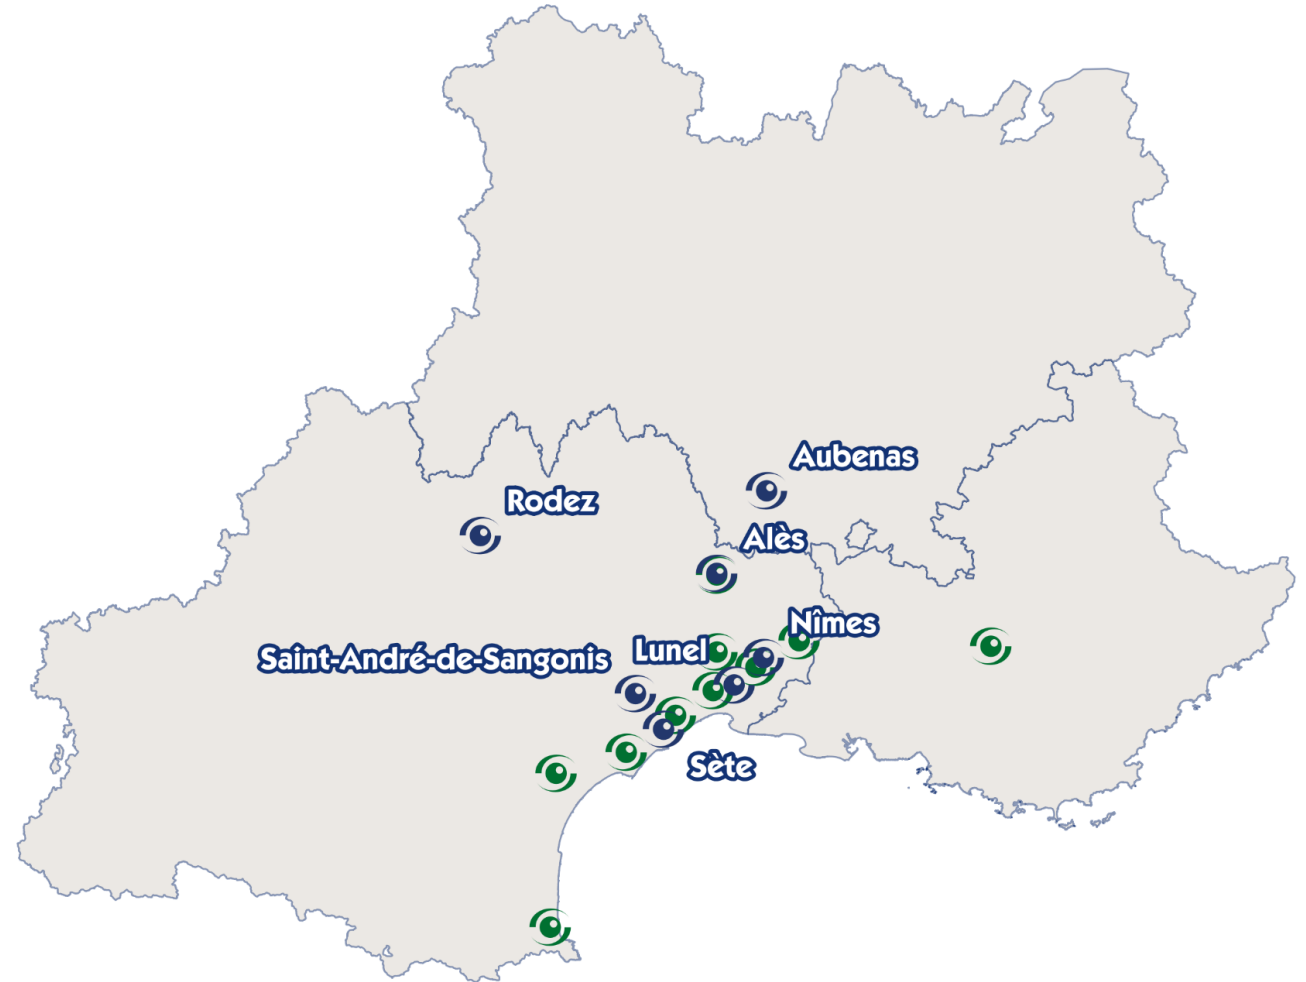 Aubenas
Rodez
Alès
Nîmes
Lunel
Saint-André-de-Sangonis
Sète